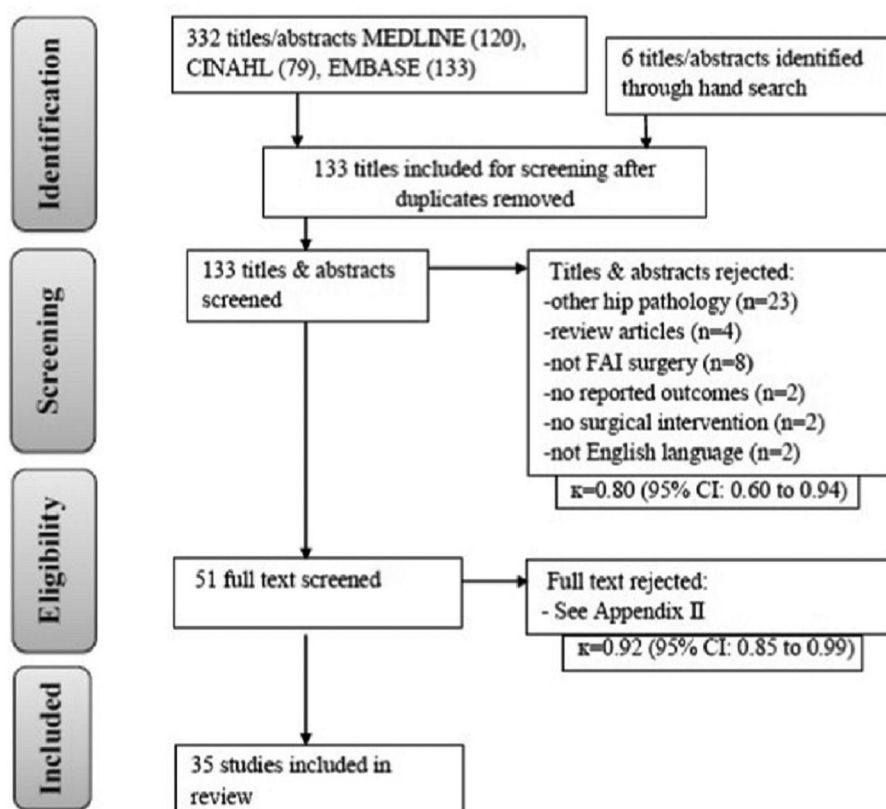 Identification
332 titles/abstracts MEDLINE (120),
CINAHL (79), EMBASE (133)
6 titles/abstracts identified
through hand search
133 titles included for screening after
duplicates removed
Screening
133 titles & abstracts
screened
Titles & abstracts rejected:
-other hip pathology (n=23)
-review articles (n=4)
-not FAI surgery (n=8)
-no reported outcomes (n=2)
-no surgical intervention (n=2)
-not English language (n=2)
κ=0.80 (95% CI: 0.60 to 0.94)
Eligibility
51 full text screened
Full text rejected:
- See Appendix II
κ=0.92 (95% CI: 0.85 to 0.99)
Included
35 studies included in
review